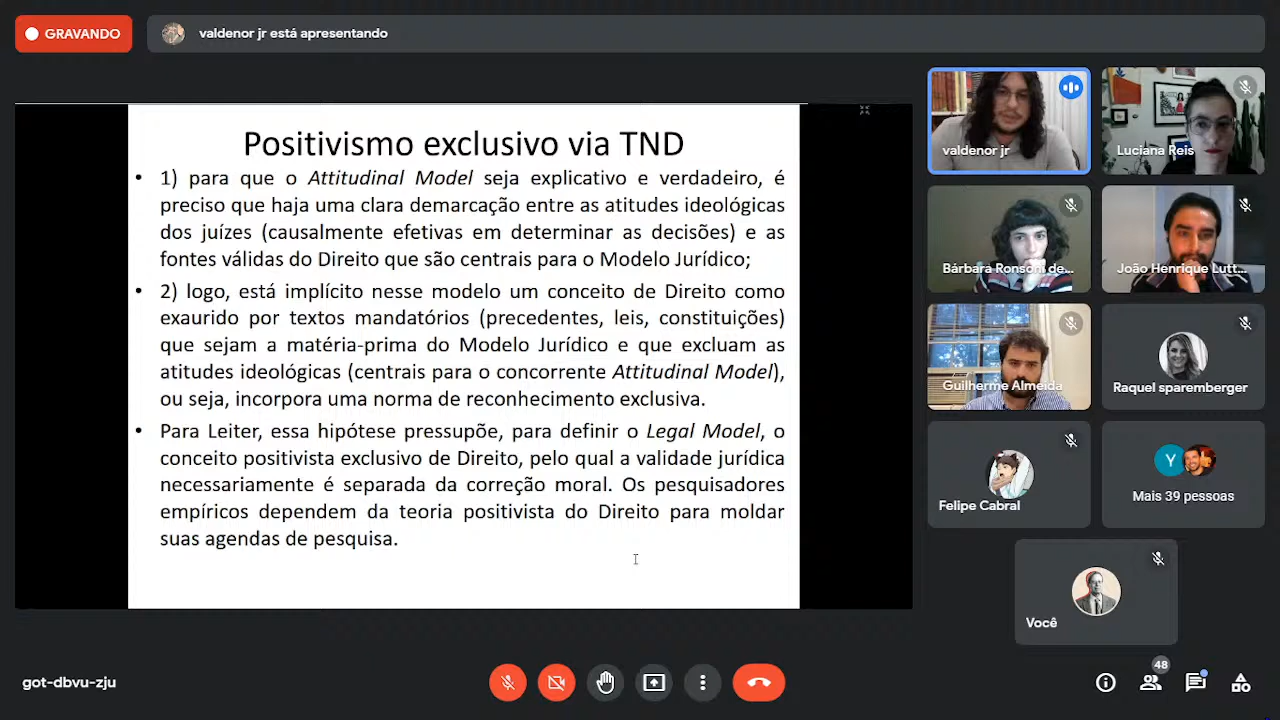 GRAVANDO
valdenor jr está apresentando
Positivismo exclusivo via TND
• 1) para que o Attitudinal Model seja explicativo e verdadeiro, é
preciso que haja uma clara demarcação entre as atitudes ideológicas
dos juízes (causalmente efetivas em determinar as decisões) e as
fontes válidas do Direito que são centrais para o Modelo Jurídico;
• 2) logo, está implícito nesse modelo um conceito de Direito como
exaurido por textos mandatórios (precedentes, leis, constituições)
que sejam a matéria-prima do Modelo Jurídico e que excluam as
atitudes ideológicas (centrais para o concorrente Attitudinal Model),
ou seja, incorpora uma norma de reconhecimento exclusiva.
• Para Leiter, essa hipótese pressupõe, para definir o Legal Model, o
conceito positivista exclusivo de Direito, pelo qual a validade jurídica
necessariamente é separada da correção moral. Os pesquisadores
empíricos dependem da teoria positivista do Direito para moldar
suas agendas de pesquisa.
valdenor jr
Luciana Reis
Bárbara Ronsoni de...
João Henrique Lutt...
Guilherme Almeida
Raquel sparemberger
Felipe Cabral
Y
Mais 39 pessoas
Você
got-dbvu-zju
48